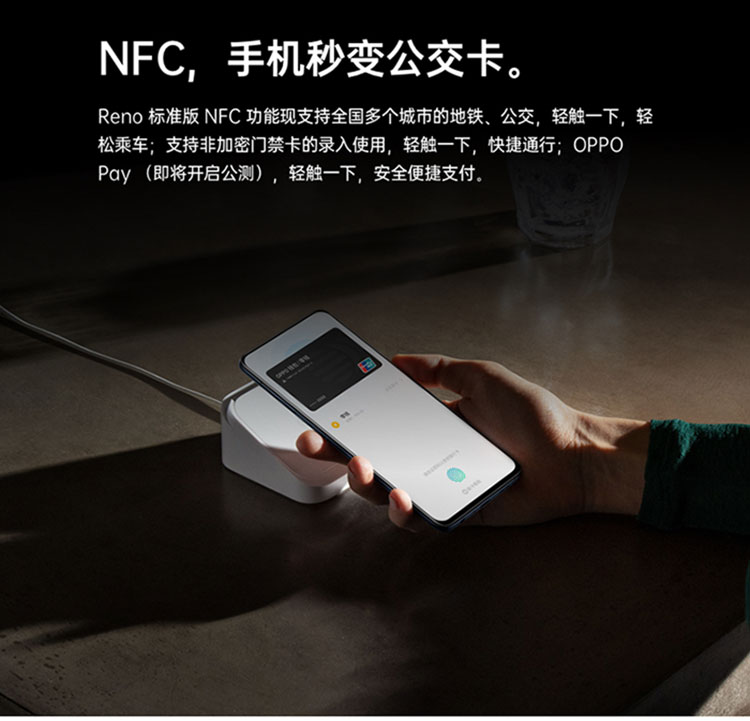 NFC，手机秒变公交卡。
Reno 标准版 NFC 功能现支持全国多个城市的地铁、公交，轻触一下，轻
松乘车；支持非加密门禁卡的录入使用，轻触一下，快捷通行；OPPO
Pay （即将开启公测），轻触一下，安全便捷支付。